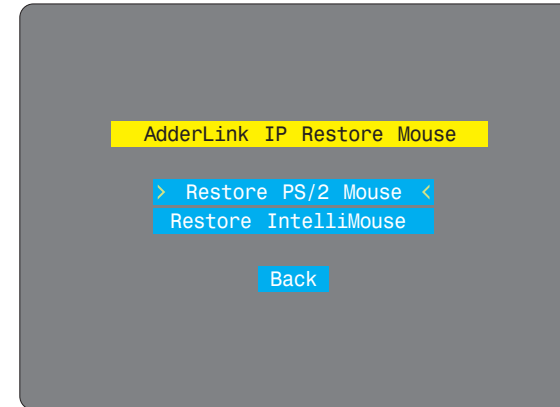 AdderLink IP Restore Mouse
> Restore PS/2 Mouse <
Restore IntelliMouse
Back